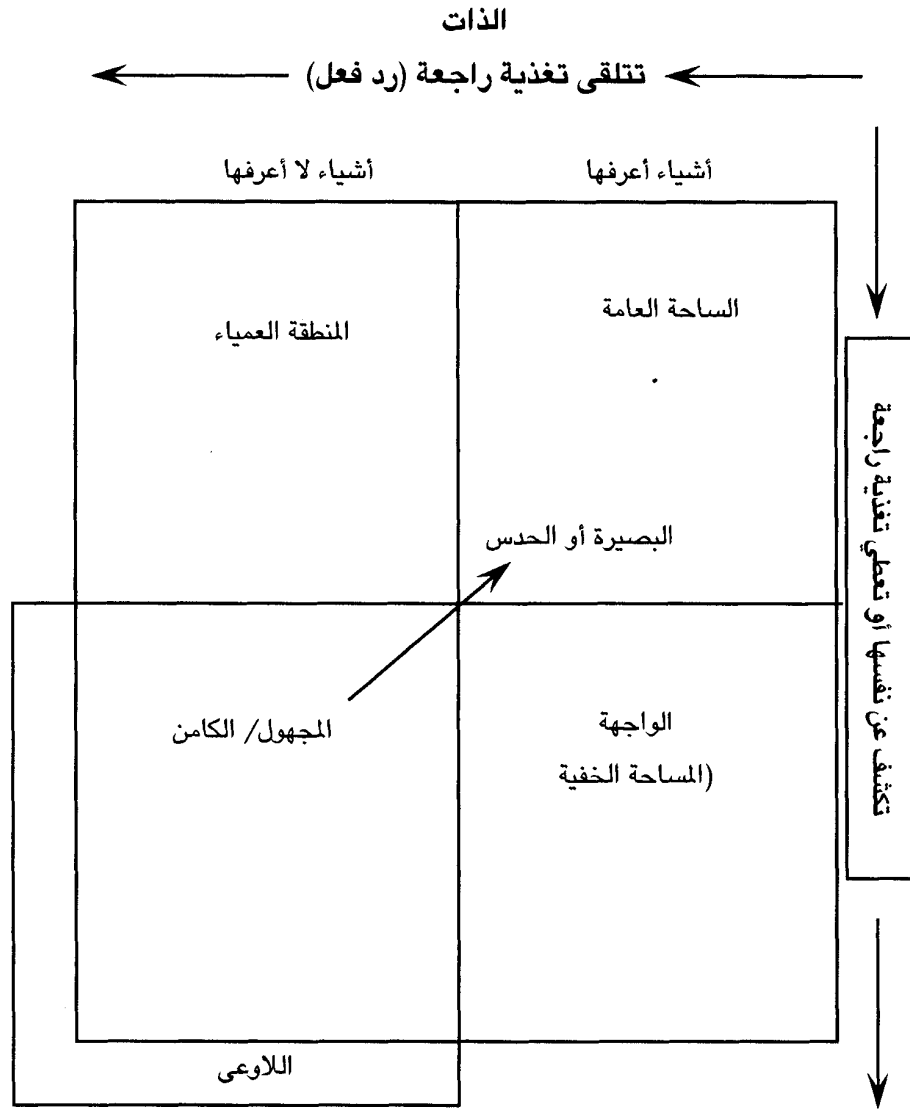 الذات
تتلقى تغذية راجعة (رد فعل)
أشياء أعرفها
أشياء لا أعرفها
الساحة العامة
المنطقة العمياء
تكشف عن نفسها أو تعطي تغذية راجعة
البصيرة أو الحدس
الواجهة
(المساحة الخفية
المجهول/ الكامن
اللاوعى